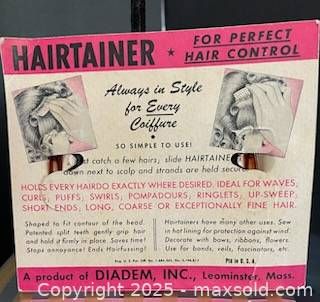 HAIRTAINER ★ FOR PERFECT
HAIR CONTROL
Always in Style
for Every
Coiffure
SO SIMPLE TO USE!
catch a few hairs, slide HAIRTAINE
down next to scalp and strands are held secur
HOLDS EVERY HAIRDO EXACTLY WHERE DESIRED. IDEAL FOR WAVES,
CURLS, PUFFS, SWIRLS, POMPADOURS, RINGLETS, UP-SWEEP,
SHORT-ENDS, LONG, COARSE OR EXCEPTIONALLY FINE HAIR.
Shaped to fit contour of the head.
Patented split teeth gently grip hair
and hold it firmly in place. Saves time!
Stops annoyance! Ends Hairfussing!
Hairtainers have many other uses. Sew
in hat lining for protection against wind.
Decorate with bows, ribbons, flowers.
Use for bands, veils, fascinators, etc.
Ptd in U. S. A.
A product of DIADEM, INC., Leominster, Mass.
© 2025 - maxsold.com